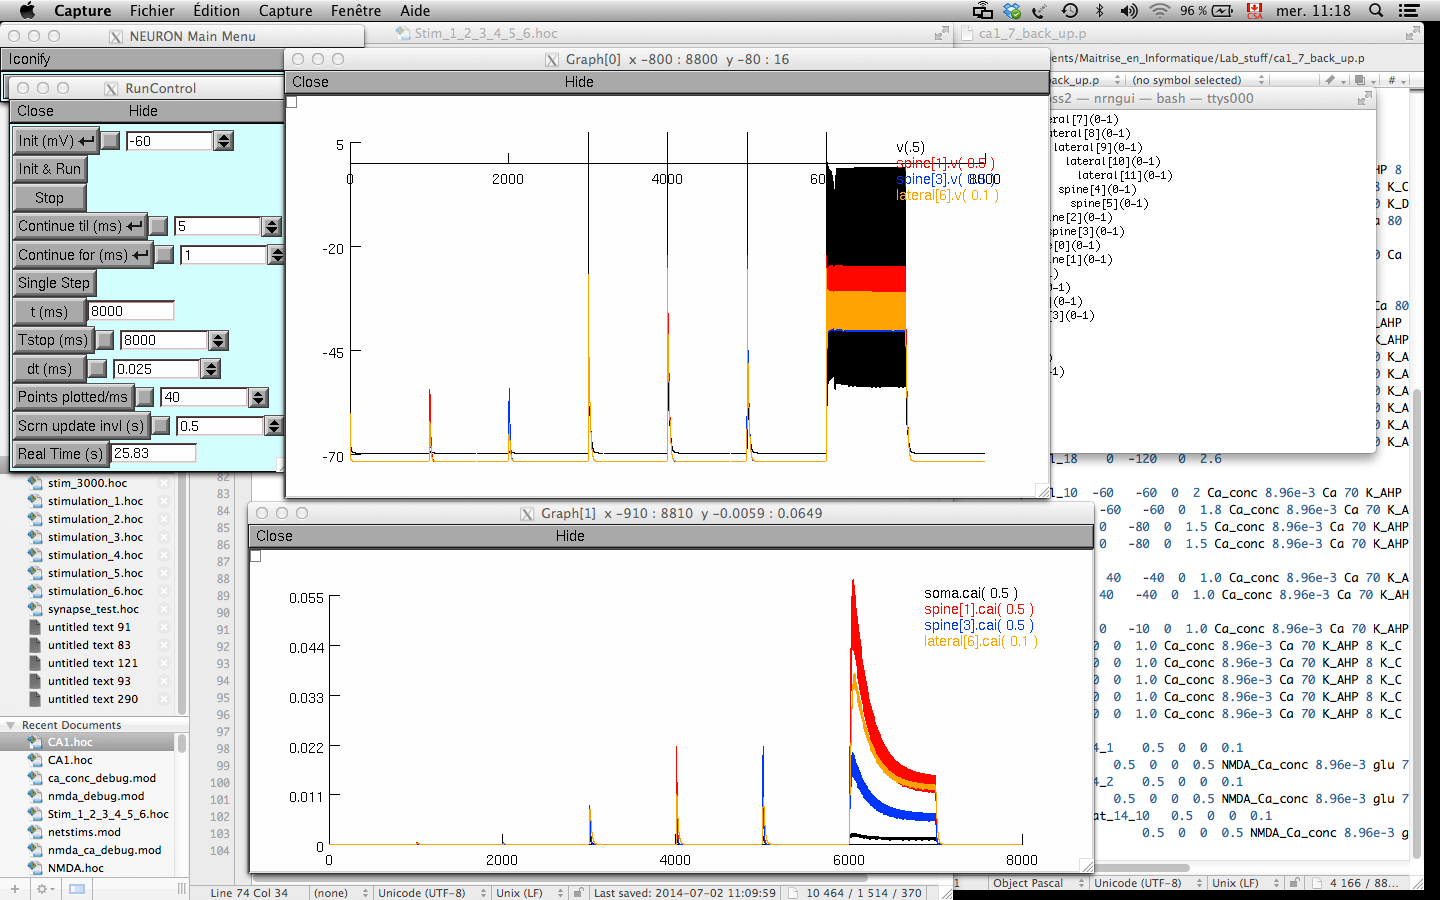 Capture Fichier Édition Capture Fenêtre Aide 96 % CSA mer. 11:18
NEURON Main Menu
Iconify
Stim_1_2_3_4_5_6.hoc
ca1_7_back_up.p
RunControl
Close Hide
Init (mV) -60
Init & Run
Stop
Continue til (ms) 5
Continue for (ms) 1
Single Step
t (ms) 8000
Tstop (ms) 8000
dt (ms) 0.025
Points plotted/ms 40
Scrn update invl (s) 0.5
Real Time (s) 25.83
Graph[0] x -800 : 8800 y -80 : 16
Close Hide
5
-20
-45
-70
0 2000 4000 8000
v(.5)
spine[1].v( 0.5 )
spine[3].v( 0.5 )
lateral[6].v( 0.1 )
ents/Maitrise_en_Informatique/Lab_stuff/ca1_7_back_up.p
ack_up.p (no symbol selected) #
oss2 — nrngui — bash — ttys000
eral[7](0-1)
ateral[8](0-1)
lateral[9](0-1)
lateral[10](0-1)
lateral[11](0-1)
spine[4](0-1)
spine[5](0-1)
ine[2](0-1)
spine[3](0-1)
e[0](0-1)
ine[1](0-1)
)
0-1)
](0-1)
[3](0-1)
)
-1)
stim_3000.hoc
stimulation_1.hoc
stimulation_2.hoc
stimulation_3.hoc
stimulation_4.hoc
stimulation_5.hoc
stimulation_6.hoc
synapse_test.hoc
untitled text 91
untitled text 83
untitled text 121
untitled text 93
untitled text 290
Recent Documents
CA1.hoc
CA1.hoc
ca_conc_debug.mod
nmda_debug.mod
Stim_1_2_3_4_5_6.hoc
netstims.mod
nmda_ca_debug.mod
NMDA.hoc
82
83
84
85
86
87
88
89
90
91
92
93
94
95
96
97
98
99
100
101
102
103
104
Graph[1] x -910 : 8810 y -0.0059 : 0.0649
Close Hide
0.055
0.044
0.033
0.022
0.011
0
0 2000 4000 6000 8000
soma.cai( 0.5 )
spine[1].cai( 0.5 )
spine[3].cai( 0.5 )
lateral[6].cai( 0.1 )
HP 8
K_C
K_D
a 80
Ca
Ca 80
AHP
K_AHP
K_A
K_A
K_A
K_A
K_A
l_18 0 -120 0 2.6
l_10 -60 -60 0 2 Ca_conc 8.96e-3 Ca 70 K_AHP
-60 -60 0 1.8 Ca_conc 8.96e-3 Ca 70 K_AHP
0 -80 0 1.5 Ca_conc 8.96e-3 Ca 70 K_AHP
0 -80 0 1.5 Ca_conc 8.96e-3 Ca 70 K_AHP
40 -40 0 1.0 Ca_conc 8.96e-3 Ca 70 K_A
40 -40 0 1.0 Ca_conc 8.96e-3 Ca 70 K_AH
0 -10 0 1.0 Ca_conc 8.96e-3 Ca 70 K_AHP
0 0 1.0 Ca_conc 8.96e-3 Ca 70 K_AHP 8 K_C
0 0 1.0 Ca_conc 8.96e-3 Ca 70 K_AHP 8 K_C
0 0 1.0 Ca_conc 8.96e-3 Ca 70 K_AHP 8 K_C
0 0 1.0 Ca_conc 8.96e-3 Ca 70 K_AHP 8 K_C
0 0 1.0 Ca_conc 8.96e-3 Ca 70 K_AHP 8 K_C
4_1 0.5 0 0 0.1
0.5 0 0 0.5 NMDA_Ca_conc 8.96e-3 glu 7
4_2 0.5 0 0 0.1
0.5 0 0 0.5 NMDA_Ca_conc 8.96e-3 glu 7
at_14_10 0.5 0 0 0.1
0.5 0 0 0.5 NMDA_Ca_conc 8.96e-3 g
Line 74 Col 34 (none) Unicode (UTF-8) Unix (LF) Last saved: 2014-07-02 11:09:59 10 464 / 1 514 / 370
1 Object Pascal Unicode (UTF-8) Unix (LF) 4 166 / 88...